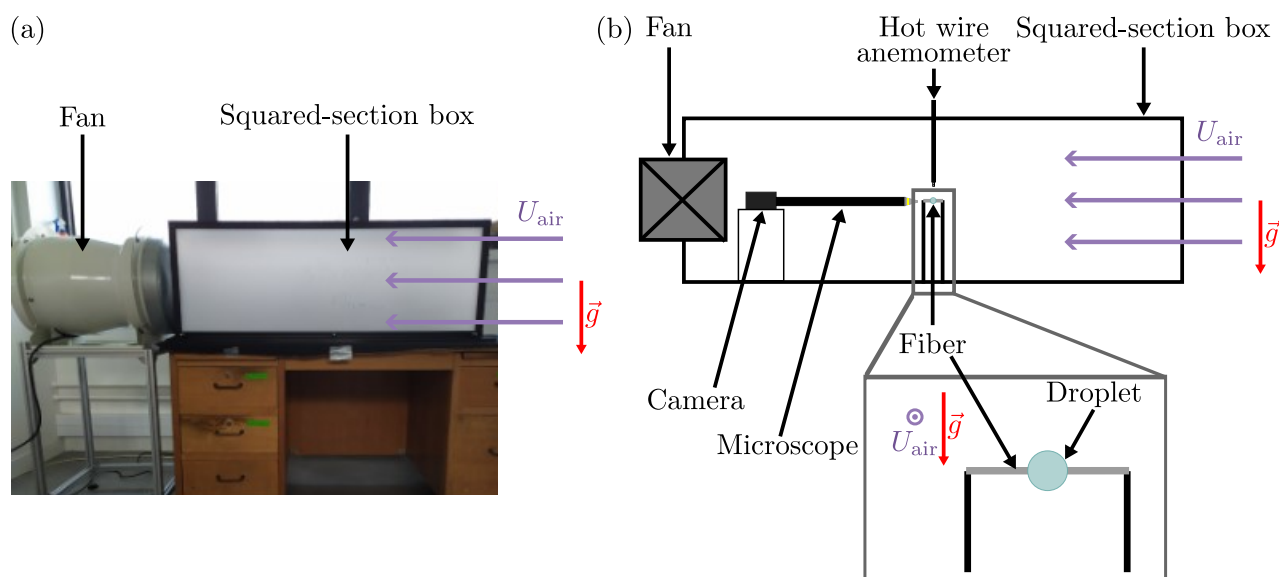 (a)
Fan
Squared-section box
U_air
g⃗
(b)
Fan
Hot wire
anemometer
Squared-section box
U_air
g⃗
Fiber
Camera
Microscope
Droplet
U_air
g⃗